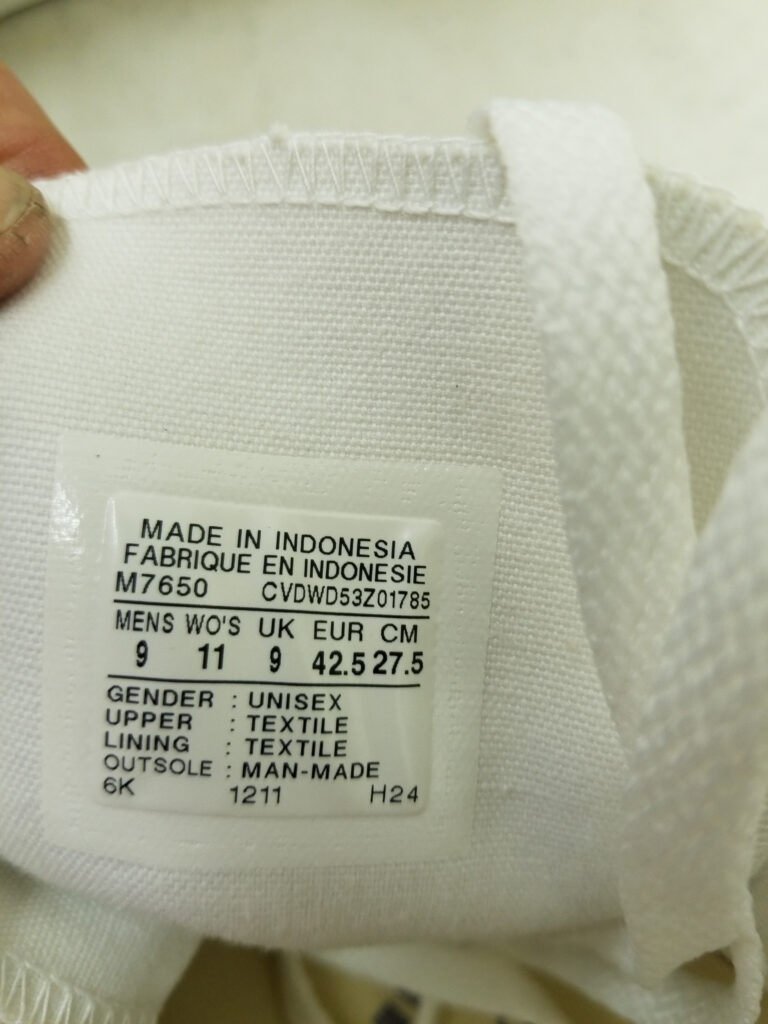 MADE IN INDONESIA
FABRIQUE EN INDONESIE
M7650 CVDWD53Z01785
MENS WO'S UK EUR CM
9 11 9 42.5 27.5
GENDER : UNISEX
UPPER : TEXTILE
LINING : TEXTILE
OUTSOLE : MAN-MADE
6K 1211 H24